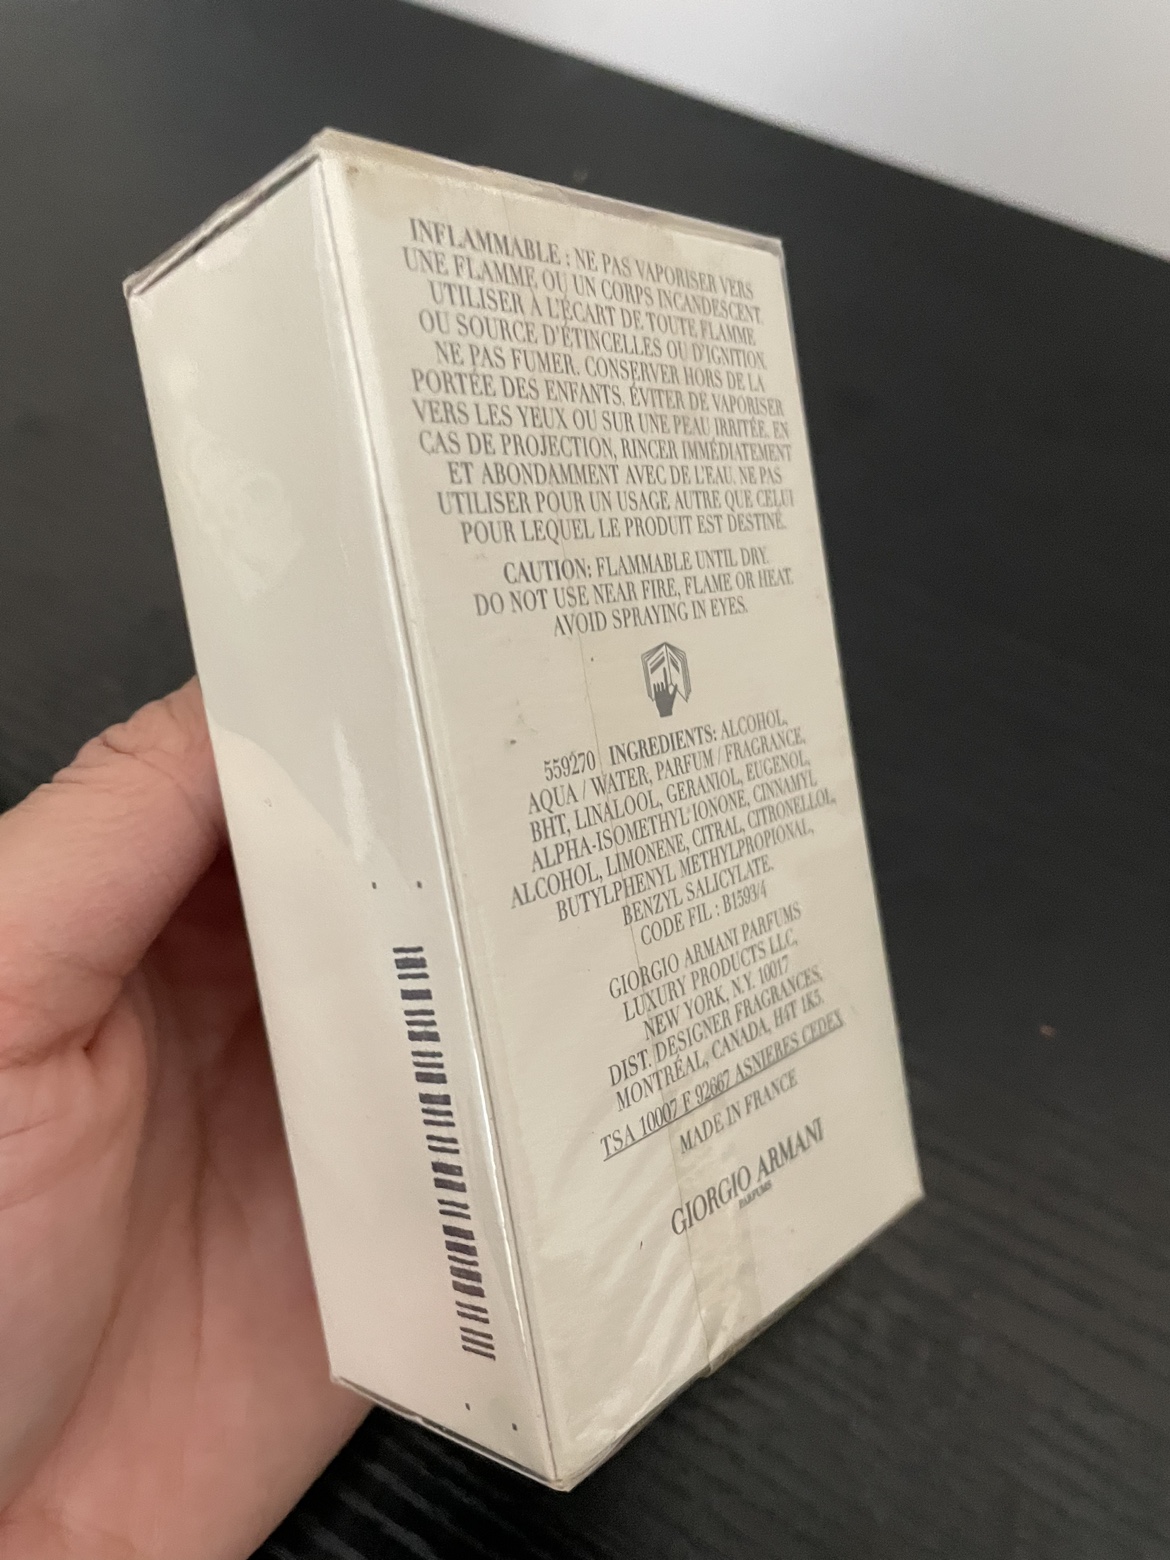 INFLAMMABLE : NE PAS VAPORISER VERS
UNE FLAMME OU UN CORPS INCANDESCENT.
UTILISER À L'ÉCART DE TOUTE FLAMME
OU SOURCE D'ÉTINCELLES OU D'IGNITION
NE PAS FUMER. CONSERVER HORS DE LA
PORTÉE DES ENFANTS. ÉVITER DE VAPORISER
VERS LES YEUX OU SUR UNE PEAU IRRITÉE. EN
CAS DE PROJECTION, RINCER IMMÉDIATEMENT
ET ABONDAMMENT AVEC DE L'EAU. NE PAS
UTILISER POUR UN USAGE AUTRE QUE CELUI
POUR LEQUEL LE PRODUIT EST DESTINÉ.
CAUTION: FLAMMABLE UNTIL DRY.
DO NOT USE NEAR FIRE, FLAME OR HEAT.
AVOID SPRAYING IN EYES.
559270 INGREDIENTS: ALCOHOL,
AQUA / WATER, PARFUM / FRAGRANCE,
BHT, LINALOOL, GERANIOL, EUGENOL,
ALPHA-ISOMETHYL IONONE, CINNAMYL
ALCOHOL, LIMONENE, CITRAL, CITRONELLOL,
BUTYLPHENYL METHYLPROPIONAL,
BENZYL SALICYLATE.
CODE FIL : B1593/4
GIORGIO ARMANI PARFUMS
LUXURY PRODUCTS LLC,
NEW YORK, N.Y. 10017
DIST. DESIGNER FRAGRANCES,
MONTRÉAL, CANADA, H4T 1K5.
TSA 10007 F 92667 ASNIERES CEDEX
MADE IN FRANCE
GIORGIO ARMANI
PARFUMS